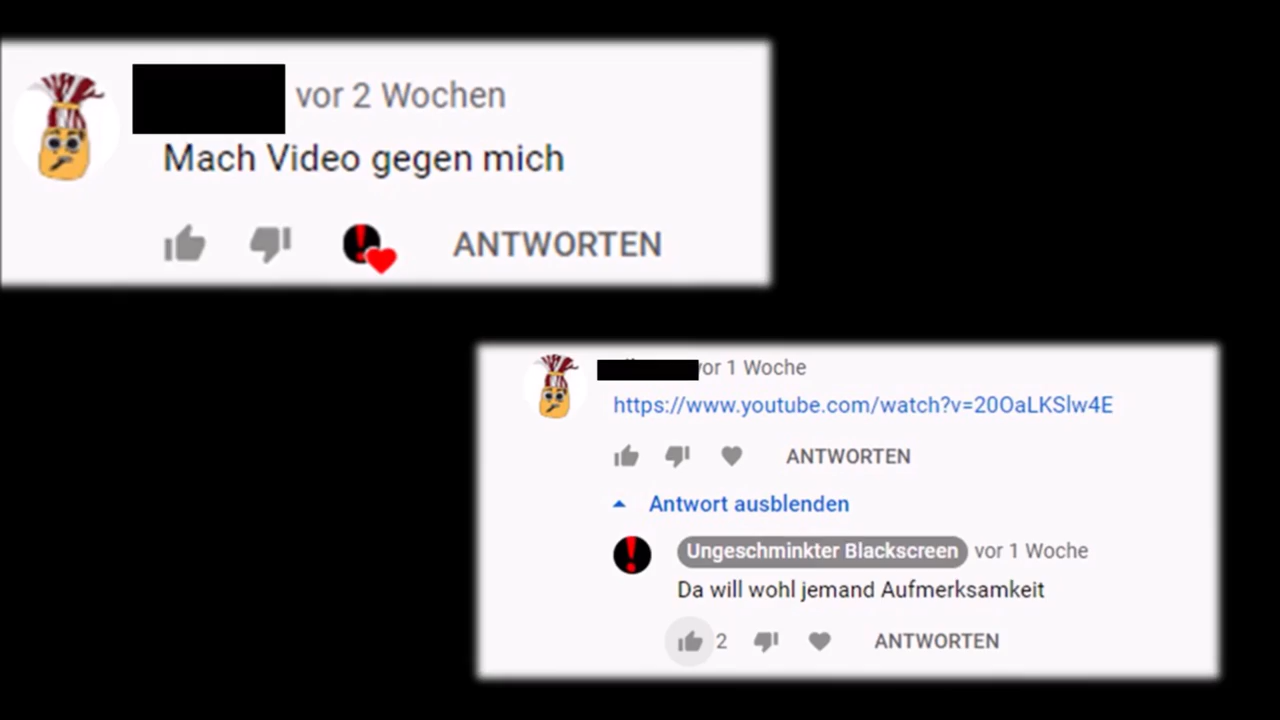 vor 2 Wochen
Mach Video gegen mich
ANTWORTEN
vor 1 Woche
https://www.youtube.com/watch?v=20OaLKSlw4E
ANTWORTEN
Antwort ausblenden
Ungeschminkter Blackscreen vor 1 Woche
Da will wohl jemand Aufmerksamkeit
2 ANTWORTEN